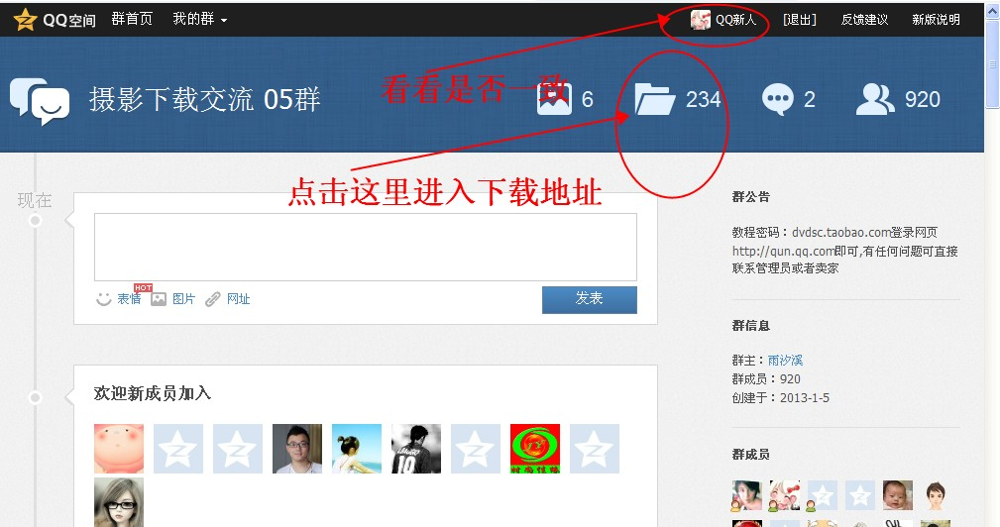 QQ空间 群首页 我的群 QQ新人 [退出] 反馈建议 新版说明
看看是否一致
摄影下载交流 05群 6 234 2 920
点击这里进入下载地址
现在
HOT
表情 图片 网址 发表
欢迎新成员加入
10
群公告
教程密码：dvdsc.taobao.com登录网页
http://qun.qq.com即可,有任何问题可直接
联系管理员或者卖家
群信息
群主：雨汐溪
群成员：920
创建于：2013-1-5
群成员